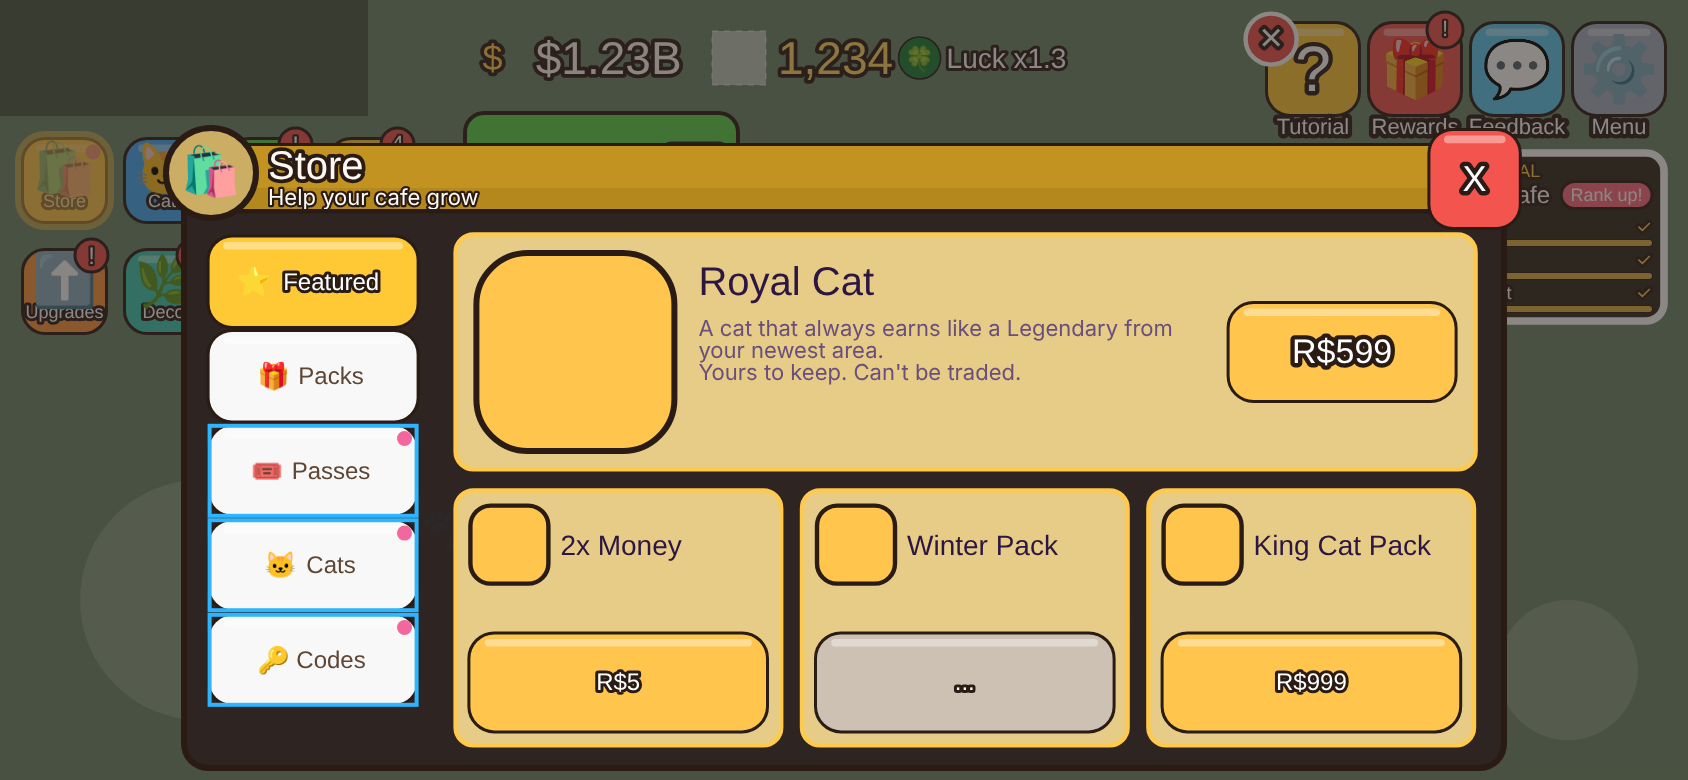 $ $1.23B 1,234 Luck x1.3
?
!
Tutorial Rewards Feedback Menu
! 4
Store
Help your cafe grow
X
Store
Rank up!
!
Upgrades
Featured
Packs
Passes
Cats
Codes
Royal Cat
A cat that always earns like a Legendary from
your newest area.
Yours to keep. Can't be traded.
R$599
2x Money
R$5
Winter Pack
...
King Cat Pack
R$999